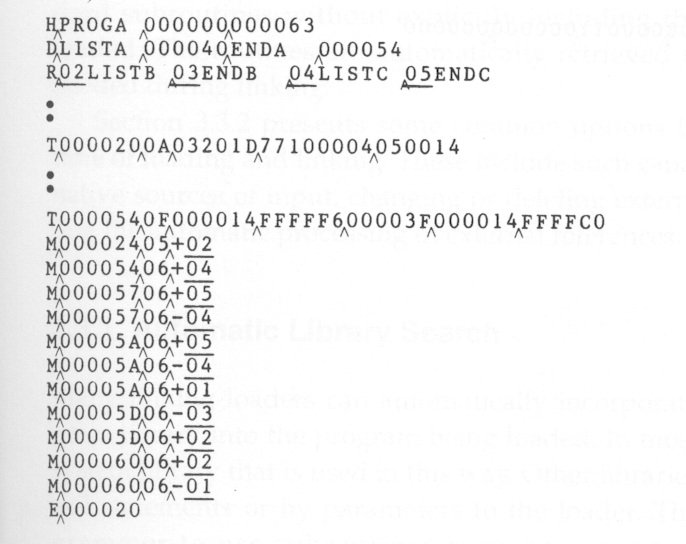 HPROGA 000000000063
DLISTA 000040ENDA 000054
R02LISTB 03ENDB 04LISTC 05ENDC
T0000200A03201D77100004050014
T0000540F000014FFFFF600003F000014FFFFC0
M00002405+02
M00005406+04
M00005706+05
M00005706-04
M00005A06+05
M00005A06-04
M00005A06+01
M00005D06-03
M00005D06+02
M00006006+02
M00006006-01
E000020